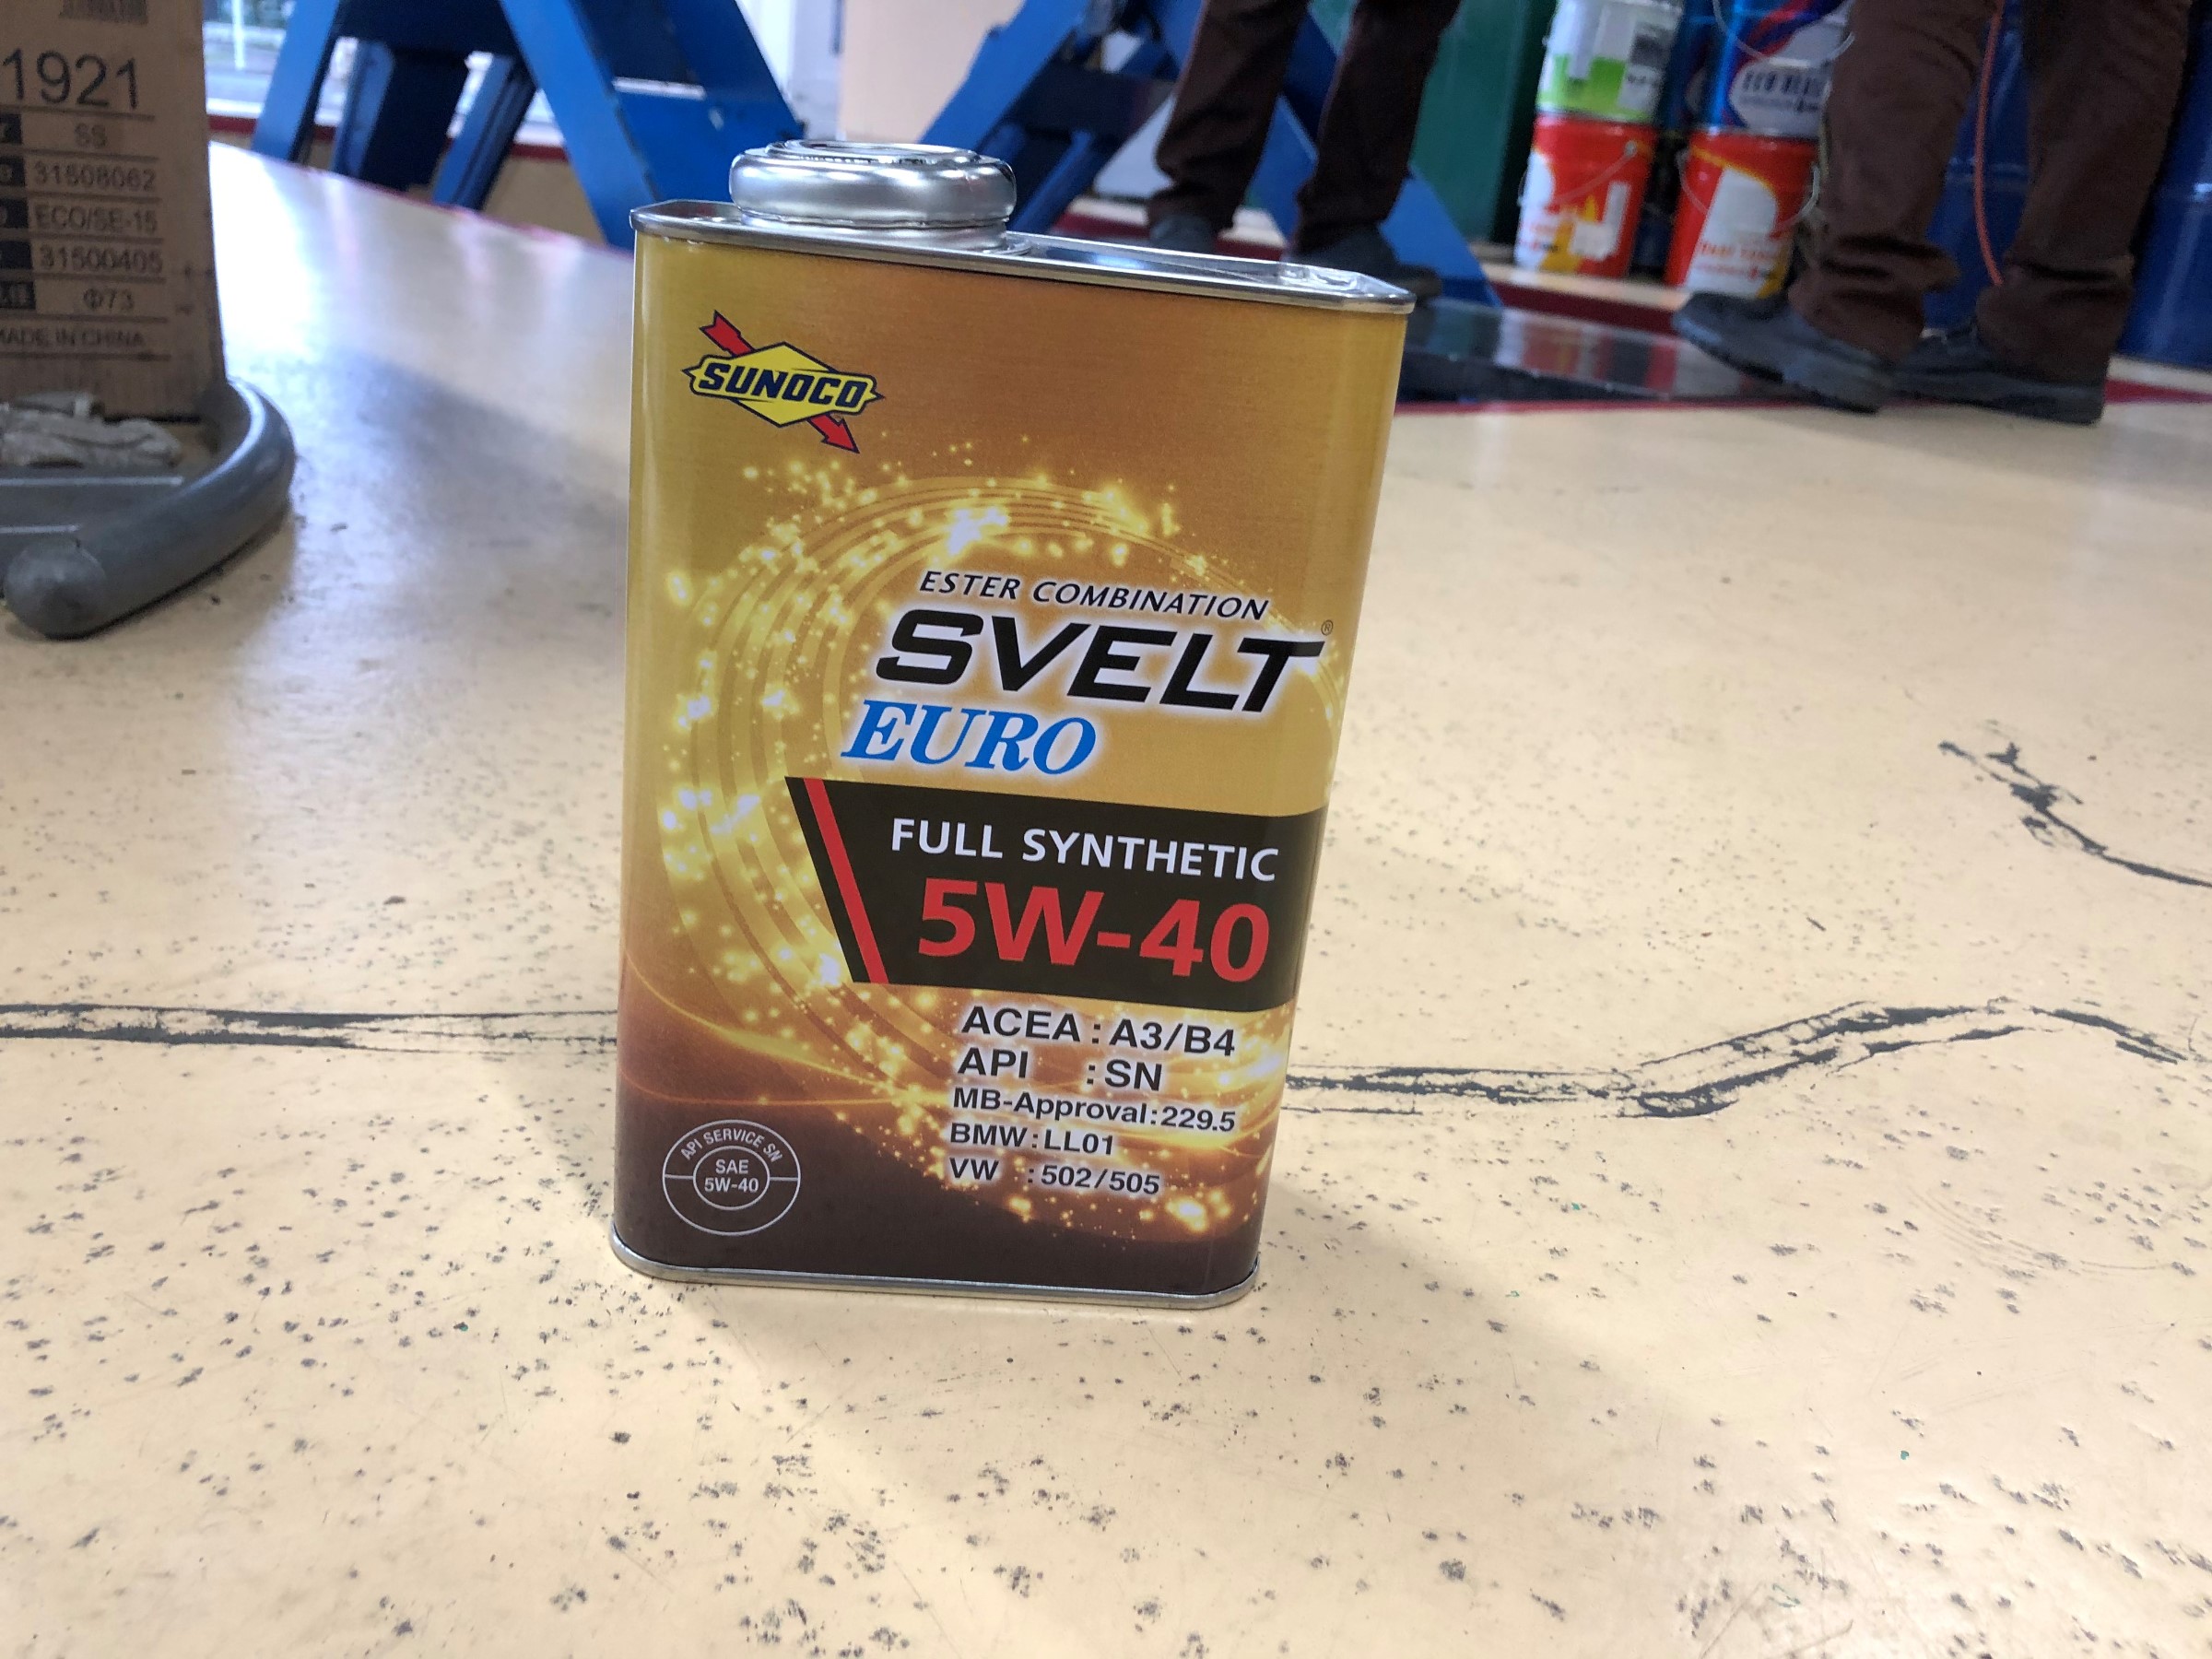 1921
SS
31508062
ECO/SE-15
31500405
Φ73
MADE IN CHINA
SUNOCO
ESTER COMBINATION
SVELT®
EURO
FULL SYNTHETIC
5W-40
ACEA : A3/B4
API : SN
MB-Approval:229.5
BMW:LL01
VW : 502/505
API SERVICE SN
SAE
5W-40